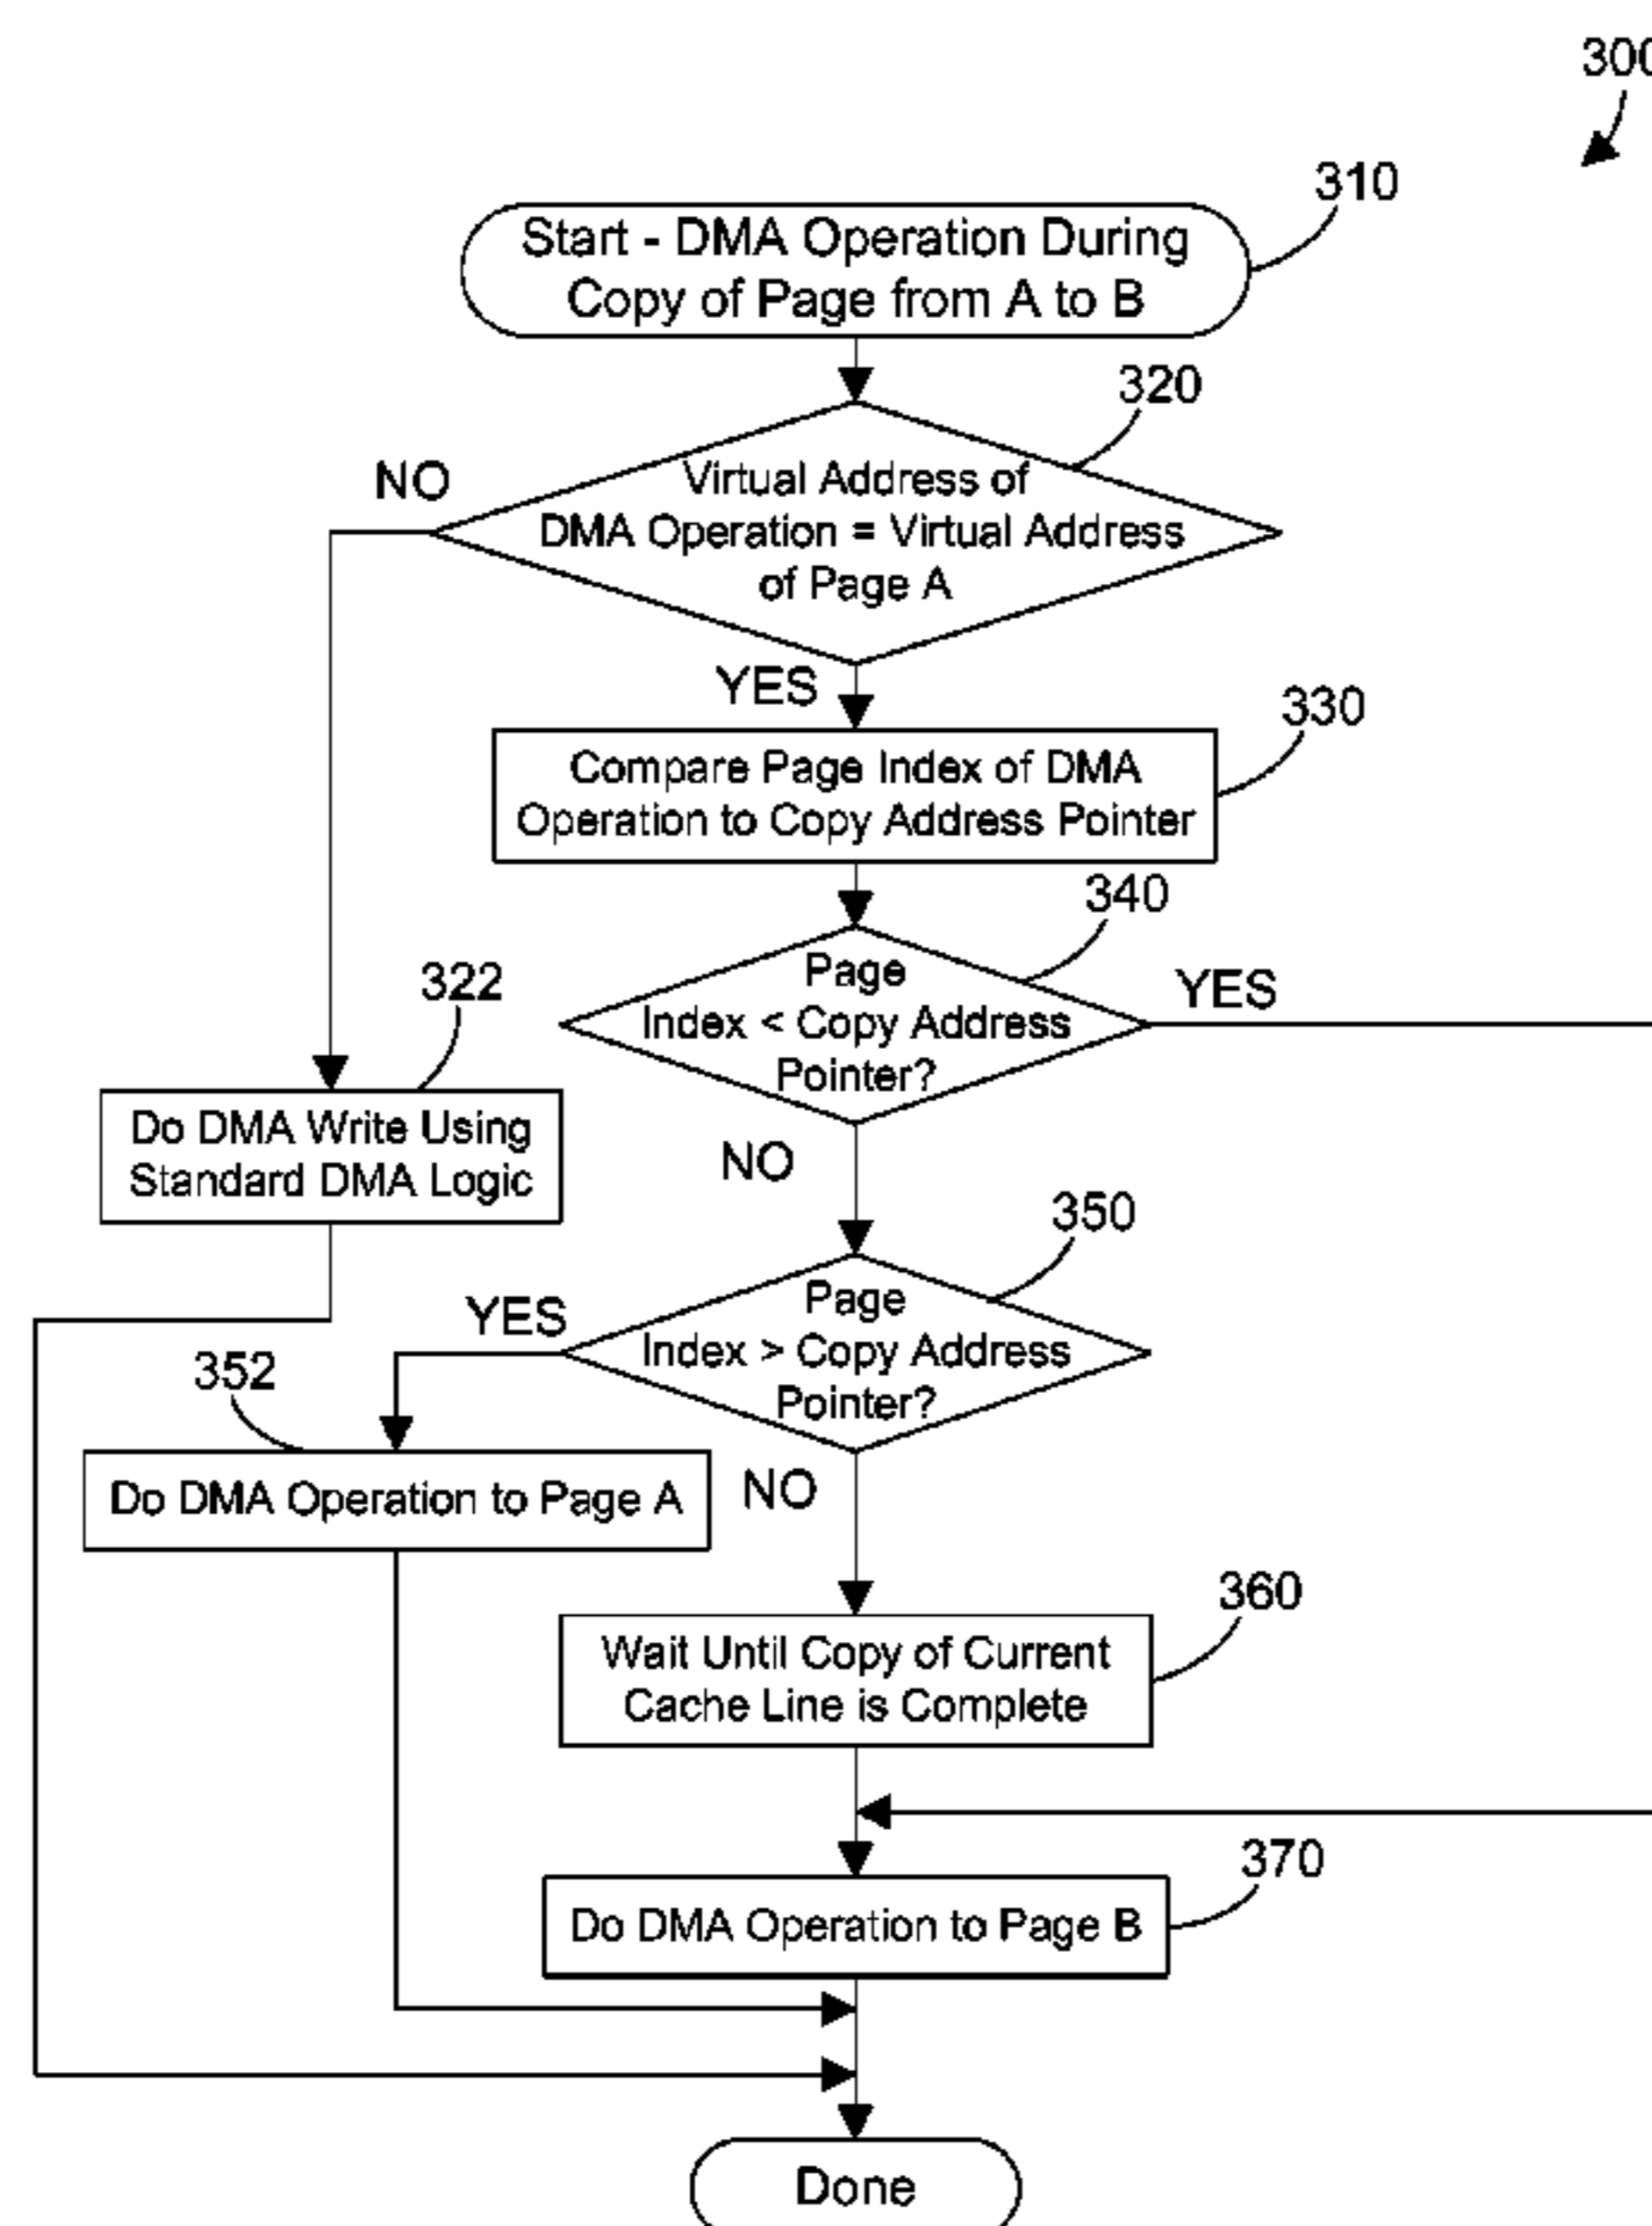 300
310
Start - DMA Operation During
Copy of Page from A to B
320
NO
Virtual Address of
DMA Operation = Virtual Address
of Page A
YES
330
Compare Page Index of DMA
Operation to Copy Address Pointer
340
Page
Index < Copy Address
Pointer?
YES
322
Do DMA Write Using
Standard DMA Logic
NO
350
Page
Index > Copy Address
Pointer?
YES
352
Do DMA Operation to Page A
NO
360
Wait Until Copy of Current
Cache Line is Complete
370
Do DMA Operation to Page B
Done